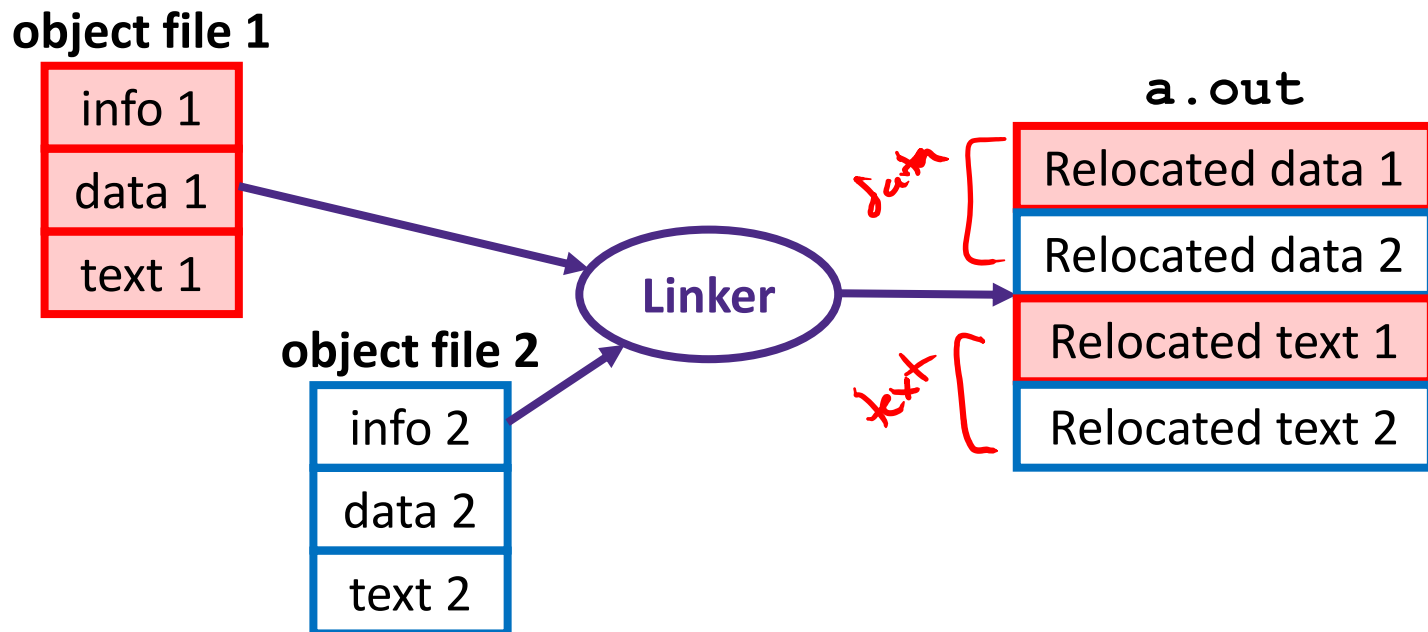 object file 1
info 1
data 1
text 1
object file 2
info 2
data 2
text 2
Linker
a.out
data
Relocated data 1
Relocated data 2
text
Relocated text 1
Relocated text 2